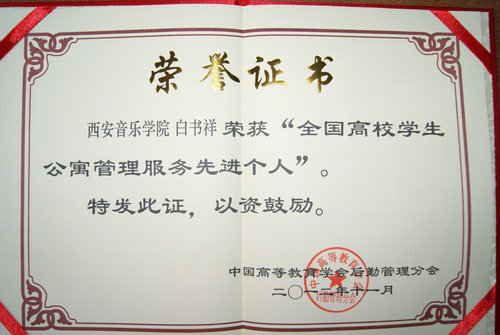 荣誉证书
西安音乐学院 白书祥 荣获“全国高校学生
公寓管理服务先进个人”。
特发此证，以资鼓励。
中国高等教育学会后勤管理分会
二〇一二年十一月